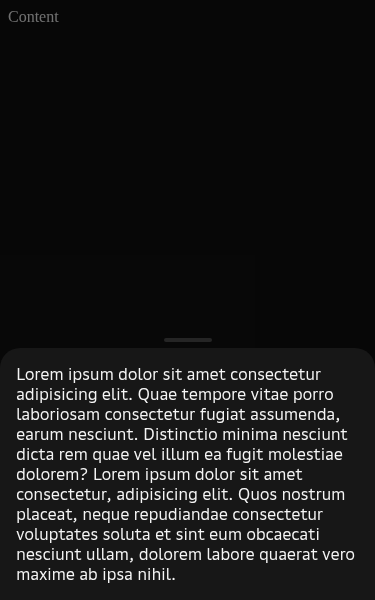 Content
Lorem ipsum dolor sit amet consectetur
adipisicing elit. Quae tempore vitae porro
laboriosam consectetur fugiat assumenda,
earum nesciunt. Distinctio minima nesciunt
dicta rem quae vel illum ea fugit molestiae
dolorem? Lorem ipsum dolor sit amet
consectetur, adipisicing elit. Quos nostrum
placeat, neque repudiandae consectetur
voluptates soluta et sint eum obcaecati
nesciunt ullam, dolorem labore quaerat vero
maxime ab ipsa nihil.